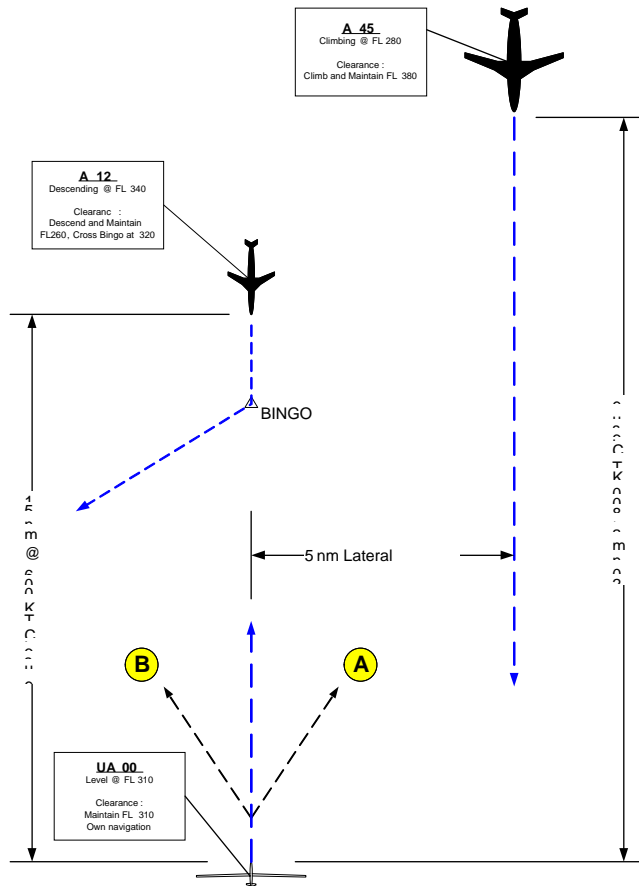 A 45
Climbing @ FL 280
Clearance :
Climb and Maintain FL 380
A 12
Descending @ FL 340
Clearanc :
Descend and Maintain
FL260, Cross Bingo at 320
BINGO
5 nm Lateral
B
A
UA 00
Level @ FL 310
Clearance :
Maintain FL 310
Own navigation